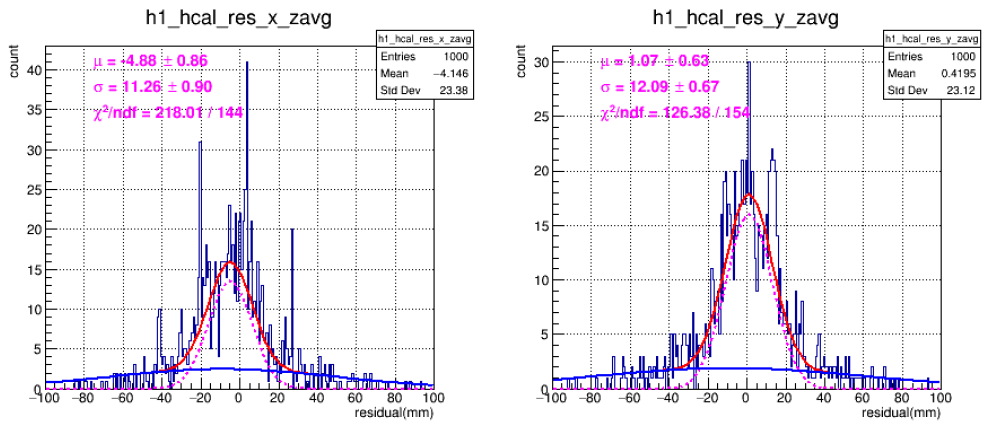 h1_hcal_res_x_zavg
count
h1_hcal_res_x_zavg
Entries 1000
Mean −4.146
Std Dev 23.38
μ = -4.88 ± 0.86
σ = 11.26 ± 0.90
χ²/ndf = 218.01 / 144
40
35
30
25
20
15
10
5
0
−100 −80 −60 −40 −20 0 20 40 60 80 100
residual(mm)
h1_hcal_res_y_zavg
count
h1_hcal_res_y_zavg
Entries 1000
Mean 0.4195
Std Dev 23.12
μ = 1.07 ± 0.63
σ = 12.09 ± 0.67
χ²/ndf = 126.38 / 154
30
25
20
15
10
5
0
−100 −80 −60 −40 −20 0 20 40 60 80 100
residual(mm)